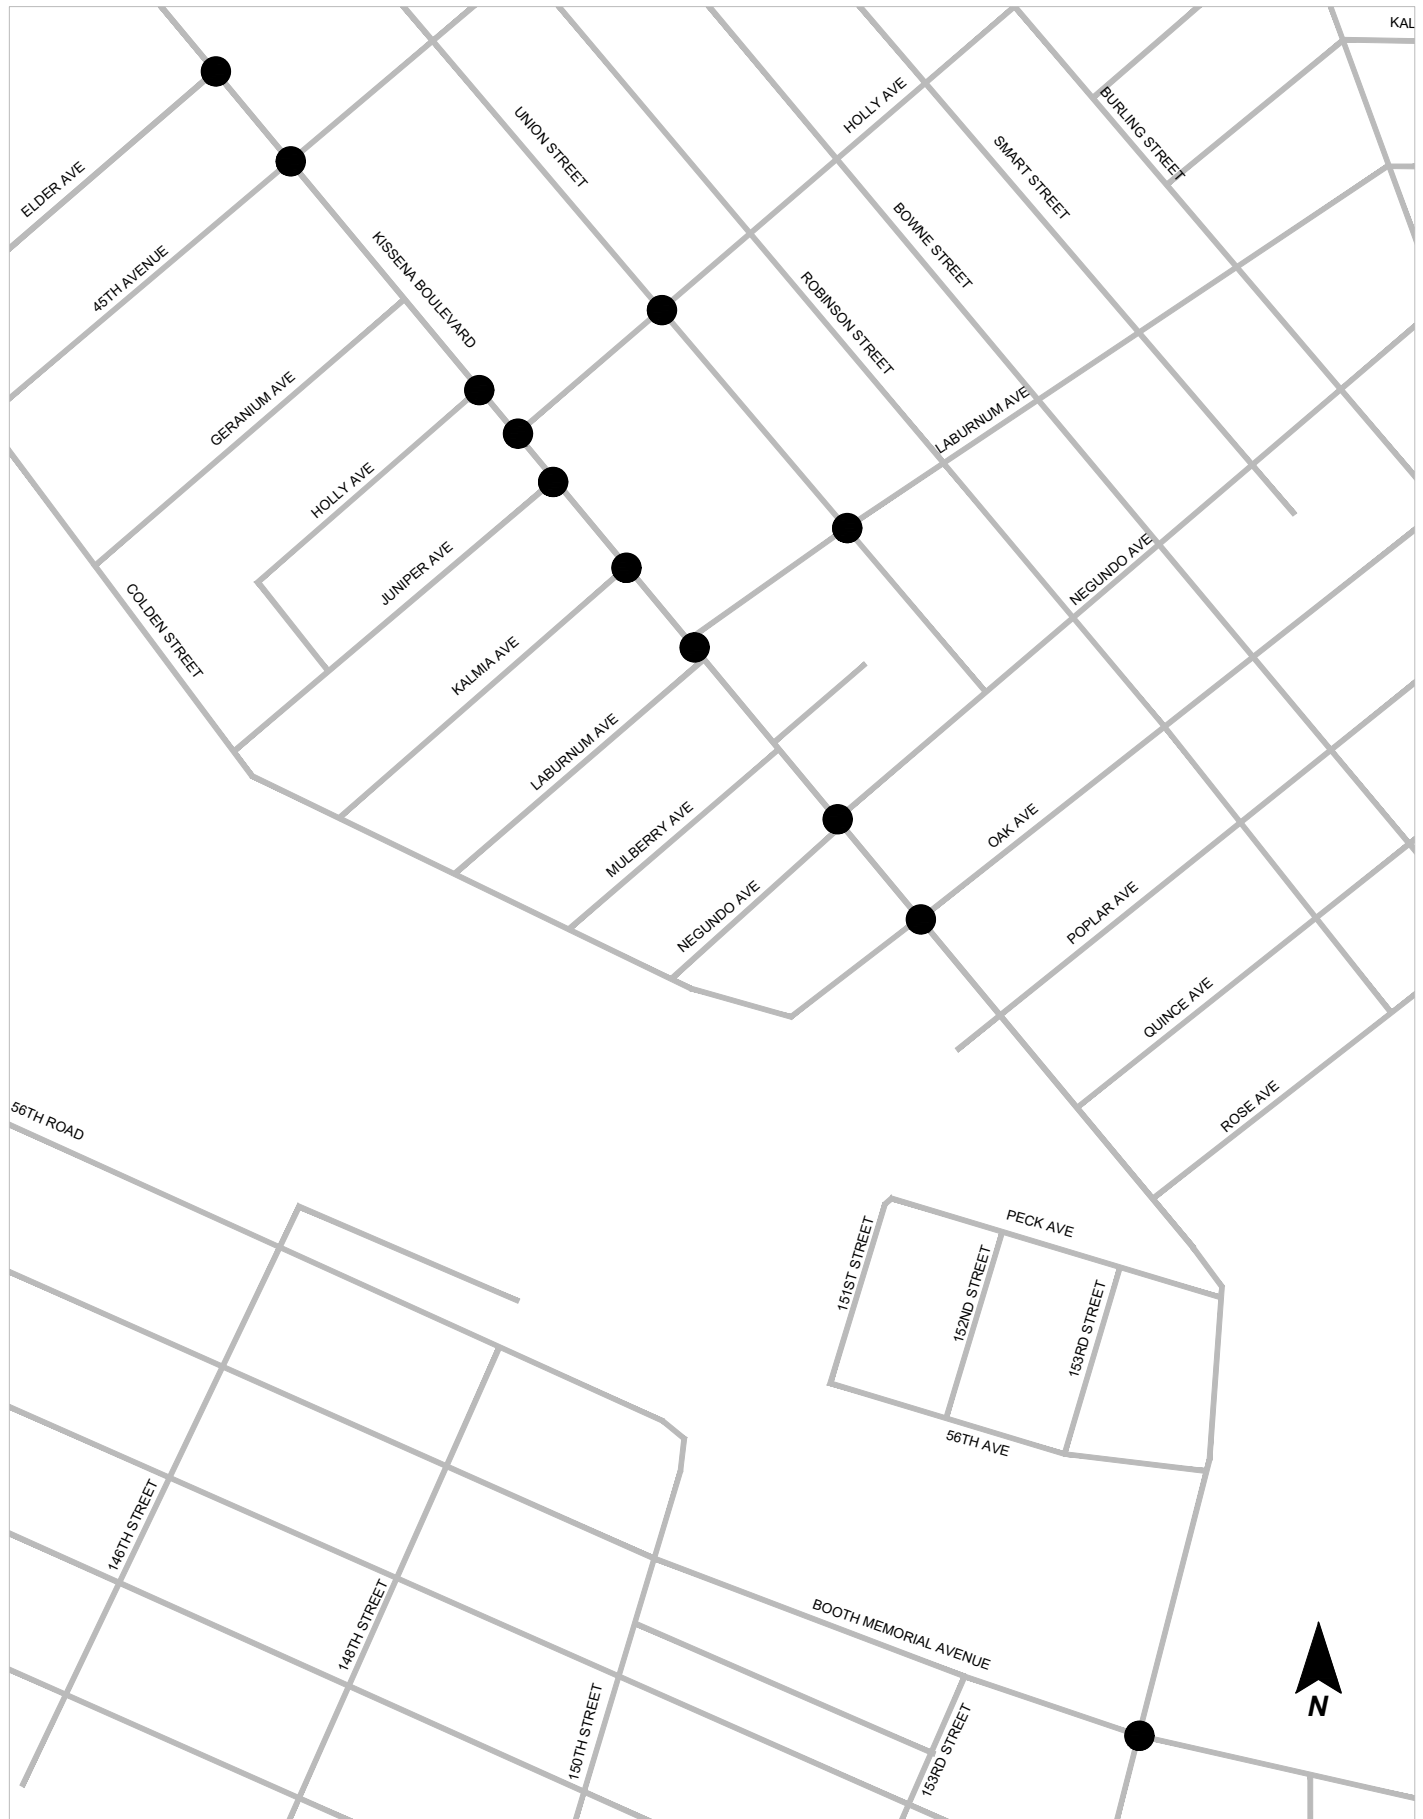 KAL
BURLING STREET
HOLLY AVE
UNION STREET
SMART STREET
ELDER AVE
BOWNE STREET
45TH AVENUE
KISSENA BOULEVARD
ROBINSON STREET
GERANIUM AVE
LABURNUM AVE
HOLLY AVE
JUNIPER AVE
NEGUNDO AVE
COLDEN STREET
KALMIA AVE
LABURNUM AVE
MULBERRY AVE
OAK AVE
NEGUNDO AVE
POPLAR AVE
QUINCE AVE
ROSE AVE
56TH ROAD
PECK AVE
151ST STREET
152ND STREET
153RD STREET
56TH AVE
146TH STREET
148TH STREET
BOOTH MEMORIAL AVENUE
150TH STREET
153RD STREET
N